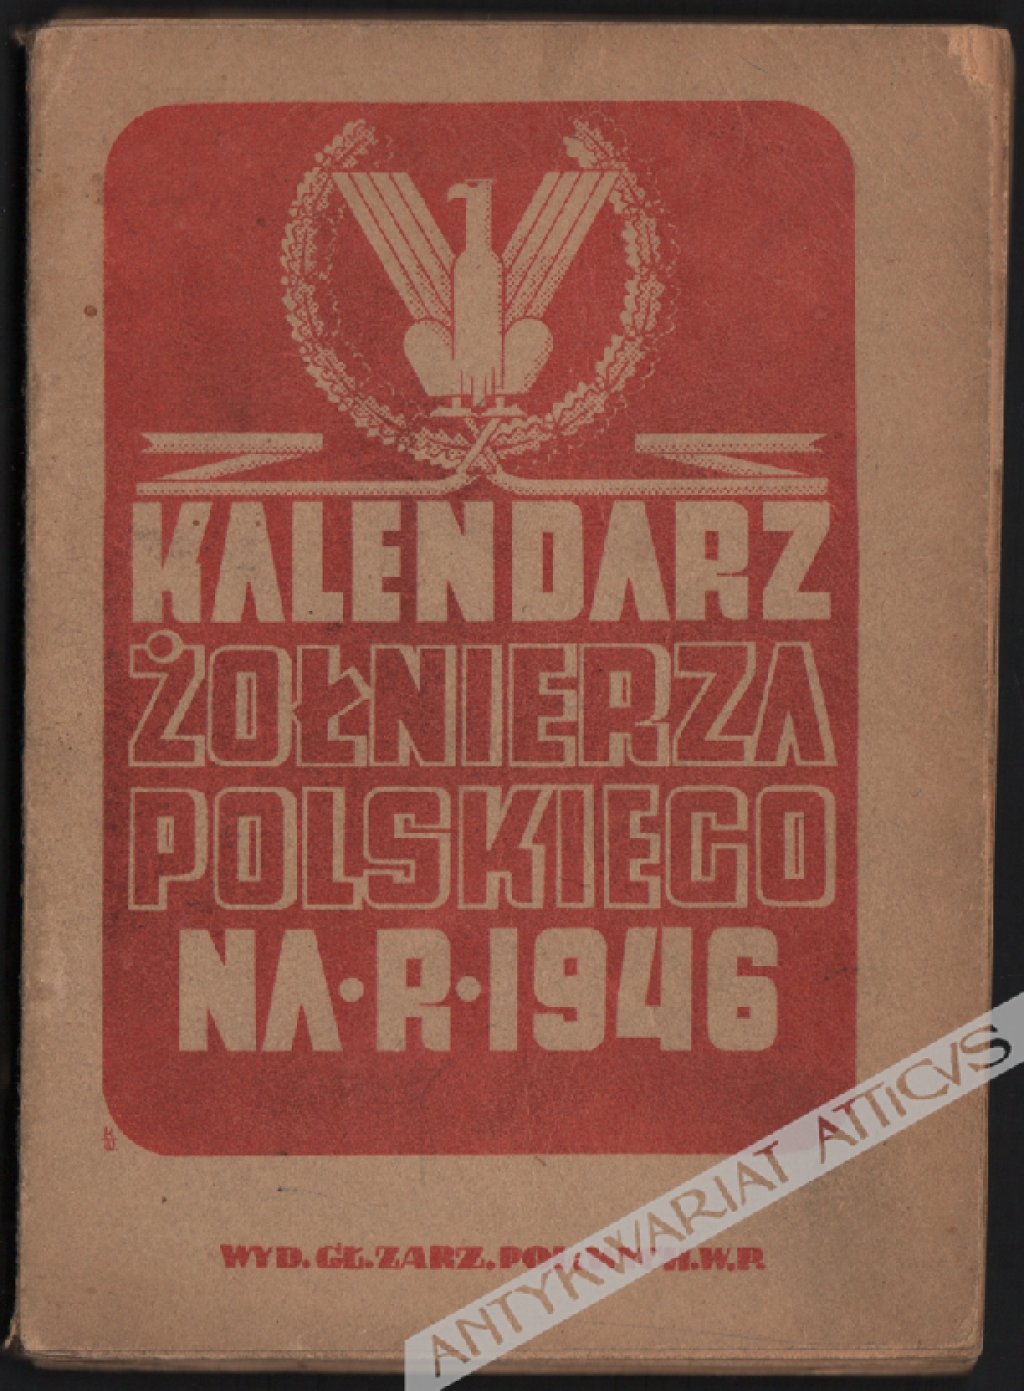 KALENDARZ
ŻOŁNIERZA
POLSKIEGO
NA·R·1946
WYD. GŁ. ZARZ.
ANTYKWARIAT ATTICVS